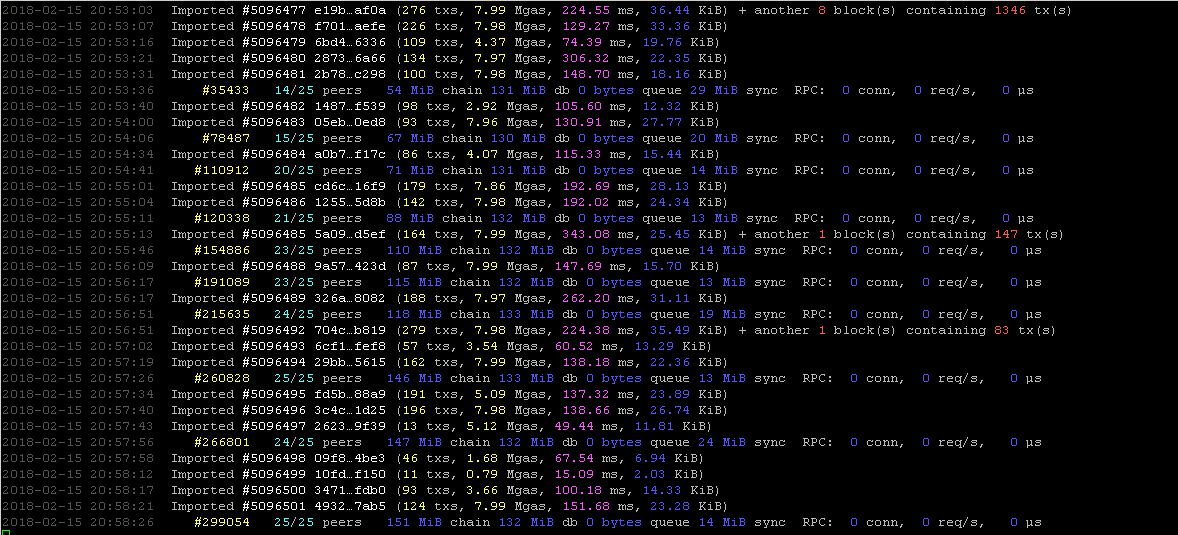 2018-02-15 20:53:03 Imported #5096477 e19b…af0a (276 txs, 7.99 Mgas, 224.55 ms, 36.44 KiB) + another 8 block(s) containing 1346 tx(s)
2018-02-15 20:53:07 Imported #5096478 f701…aefe (226 txs, 7.98 Mgas, 129.27 ms, 33.36 KiB)
2018-02-15 20:53:16 Imported #5096479 6bd4…6336 (109 txs, 4.37 Mgas, 74.39 ms, 19.76 KiB)
2018-02-15 20:53:21 Imported #5096480 2873…6a66 (134 txs, 7.97 Mgas, 306.32 ms, 22.35 KiB)
2018-02-15 20:53:31 Imported #5096481 2b78…c298 (100 txs, 7.98 Mgas, 148.70 ms, 18.16 KiB)
2018-02-15 20:53:36 #35433 14/25 peers 54 MiB chain 131 MiB db 0 bytes queue 29 MiB sync RPC: 0 conn, 0 req/s, 0 µs
2018-02-15 20:53:40 Imported #5096482 1487…f539 (98 txs, 2.92 Mgas, 105.60 ms, 12.32 KiB)
2018-02-15 20:54:00 Imported #5096483 05eb…0ed8 (93 txs, 7.96 Mgas, 130.91 ms, 27.77 KiB)
2018-02-15 20:54:06 #78487 15/25 peers 67 MiB chain 130 MiB db 0 bytes queue 20 MiB sync RPC: 0 conn, 0 req/s, 0 µs
2018-02-15 20:54:34 Imported #5096484 a0b7…f17c (86 txs, 4.07 Mgas, 115.33 ms, 15.44 KiB)
2018-02-15 20:54:41 #110912 20/25 peers 71 MiB chain 131 MiB db 0 bytes queue 14 MiB sync RPC: 0 conn, 0 req/s, 0 µs
2018-02-15 20:55:01 Imported #5096485 cd6c…16f9 (179 txs, 7.86 Mgas, 192.69 ms, 28.13 KiB)
2018-02-15 20:55:04 Imported #5096486 1255…5d8b (142 txs, 7.98 Mgas, 192.02 ms, 24.34 KiB)
2018-02-15 20:55:11 #120338 21/25 peers 88 MiB chain 132 MiB db 0 bytes queue 13 MiB sync RPC: 0 conn, 0 req/s, 0 µs
2018-02-15 20:55:13 Imported #5096485 5a09…d5ef (164 txs, 7.99 Mgas, 343.08 ms, 25.45 KiB) + another 1 block(s) containing 147 tx(s)
2018-02-15 20:55:46 #154886 23/25 peers 110 MiB chain 132 MiB db 0 bytes queue 14 MiB sync RPC: 0 conn, 0 req/s, 0 µs
2018-02-15 20:56:09 Imported #5096488 9a57…423d (87 txs, 7.99 Mgas, 147.69 ms, 15.70 KiB)
2018-02-15 20:56:17 #191089 23/25 peers 115 MiB chain 132 MiB db 0 bytes queue 13 MiB sync RPC: 0 conn, 0 req/s, 0 µs
2018-02-15 20:56:17 Imported #5096489 326a…8082 (188 txs, 7.97 Mgas, 262.20 ms, 31.11 KiB)
2018-02-15 20:56:51 #215635 24/25 peers 118 MiB chain 133 MiB db 0 bytes queue 19 MiB sync RPC: 0 conn, 0 req/s, 0 µs
2018-02-15 20:56:51 Imported #5096492 704c…b819 (279 txs, 7.98 Mgas, 224.38 ms, 35.49 KiB) + another 1 block(s) containing 83 tx(s)
2018-02-15 20:57:02 Imported #5096493 6cf1…fef8 (57 txs, 3.54 Mgas, 60.52 ms, 13.29 KiB)
2018-02-15 20:57:19 Imported #5096494 29bb…5615 (162 txs, 7.99 Mgas, 138.18 ms, 22.36 KiB)
2018-02-15 20:57:26 #260828 25/25 peers 146 MiB chain 133 MiB db 0 bytes queue 13 MiB sync RPC: 0 conn, 0 req/s, 0 µs
2018-02-15 20:57:34 Imported #5096495 fd5b…88a9 (191 txs, 5.09 Mgas, 137.32 ms, 23.89 KiB)
2018-02-15 20:57:40 Imported #5096496 3c4c…1d25 (196 txs, 7.98 Mgas, 138.66 ms, 26.74 KiB)
2018-02-15 20:57:43 Imported #5096497 2623…9f39 (13 txs, 5.12 Mgas, 49.44 ms, 11.81 KiB)
2018-02-15 20:57:56 #266801 24/25 peers 147 MiB chain 132 MiB db 0 bytes queue 24 MiB sync RPC: 0 conn, 0 req/s, 0 µs
2018-02-15 20:57:58 Imported #5096498 09f8…4be3 (46 txs, 1.68 Mgas, 67.54 ms, 6.94 KiB)
2018-02-15 20:58:12 Imported #5096499 10fd…f150 (11 txs, 0.79 Mgas, 15.09 ms, 2.03 KiB)
2018-02-15 20:58:17 Imported #5096500 3471…fdb0 (93 txs, 3.66 Mgas, 100.18 ms, 14.33 KiB)
2018-02-15 20:58:21 Imported #5096501 4932…7ab5 (124 txs, 7.99 Mgas, 151.68 ms, 23.28 KiB)
2018-02-15 20:58:26 #299054 25/25 peers 151 MiB chain 132 MiB db 0 bytes queue 14 MiB sync RPC: 0 conn, 0 req/s, 0 µs